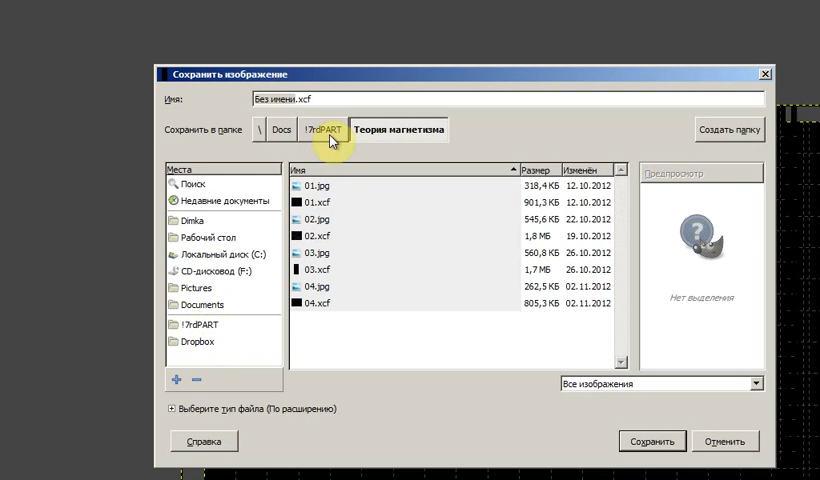 Сохранить изображение
Имя: Без имени.xcf
Сохранить в папке \ Docs !7rdPART Теория магнетизма Создать папку
Места Имя Размер Изменён Предпросмотр
Поиск 01.jpg 318,4 КБ 12.10.2012
Недавние документы 01.xcf 901,3 КБ 12.10.2012
Dimka 02.jpg 545,6 КБ 22.10.2012
Рабочий стол 02.xcf 1,8 МБ 19.10.2012
Локальный диск (C:) 03.jpg 560,8 КБ 26.10.2012
CD-дисковод (F:) 03.xcf 1,7 МБ 26.10.2012
Pictures 04.jpg 262,5 КБ 02.11.2012
Documents 04.xcf 805,3 КБ 02.11.2012
Нет выделения
!7rdPART
Dropbox
Все изображения
Выберите тип файла (По расширению)
Справка Сохранить Отменить